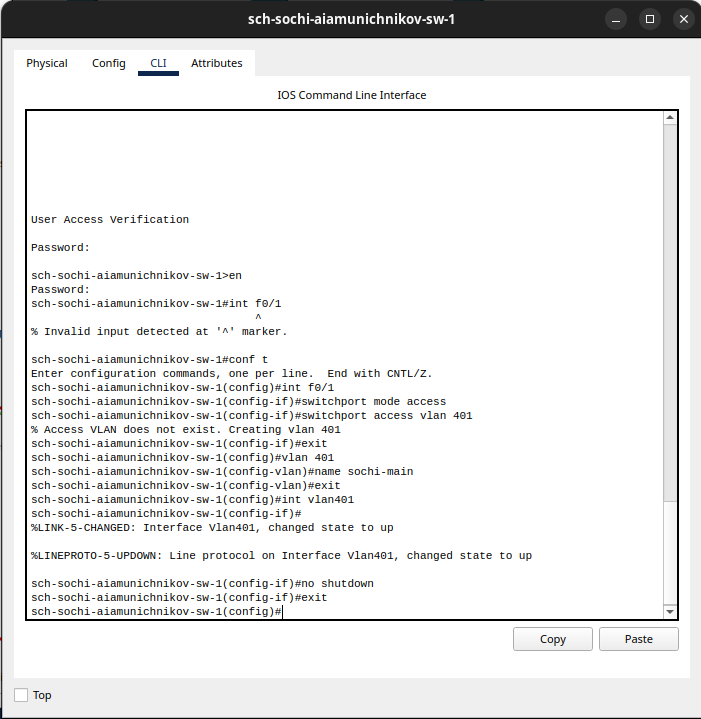 sch-sochi-aiamunichnikov-sw-1
Physical Config CLI Attributes
IOS Command Line Interface
User Access Verification
Password:
sch-sochi-aiamunichnikov-sw-1>en
Password:
sch-sochi-aiamunichnikov-sw-1#int f0/1
^
% Invalid input detected at '^' marker.
sch-sochi-aiamunichnikov-sw-1#conf t
Enter configuration commands, one per line.  End with CNTL/Z.
sch-sochi-aiamunichnikov-sw-1(config)#int f0/1
sch-sochi-aiamunichnikov-sw-1(config-if)#switchport mode access
sch-sochi-aiamunichnikov-sw-1(config-if)#switchport access vlan 401
% Access VLAN does not exist. Creating vlan 401
sch-sochi-aiamunichnikov-sw-1(config-if)#exit
sch-sochi-aiamunichnikov-sw-1(config)#vlan 401
sch-sochi-aiamunichnikov-sw-1(config-vlan)#name sochi-main
sch-sochi-aiamunichnikov-sw-1(config-vlan)#exit
sch-sochi-aiamunichnikov-sw-1(config)#int vlan401
sch-sochi-aiamunichnikov-sw-1(config-if)#
%LINK-5-CHANGED: Interface Vlan401, changed state to up
%LINEPROTO-5-UPDOWN: Line protocol on Interface Vlan401, changed state to up
sch-sochi-aiamunichnikov-sw-1(config-if)#no shutdown
sch-sochi-aiamunichnikov-sw-1(config-if)#exit
sch-sochi-aiamunichnikov-sw-1(config)#
Copy Paste
Top